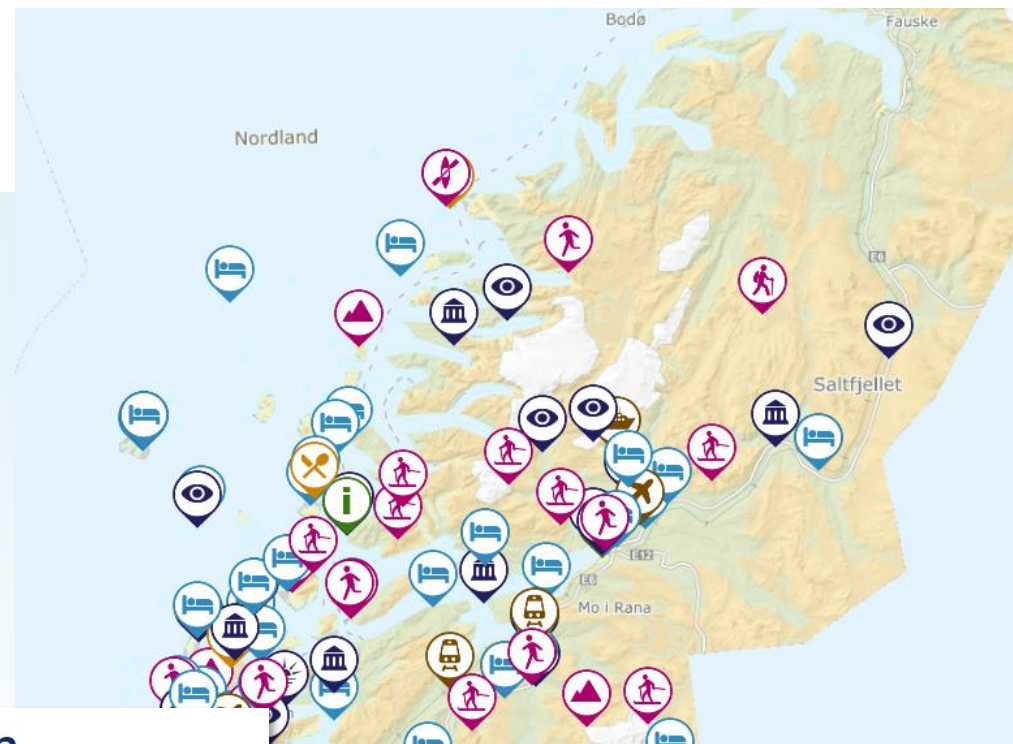 Bodø
Fauske
Nordland
E6
Saltfjellet
E12
E6
Mo i Rana